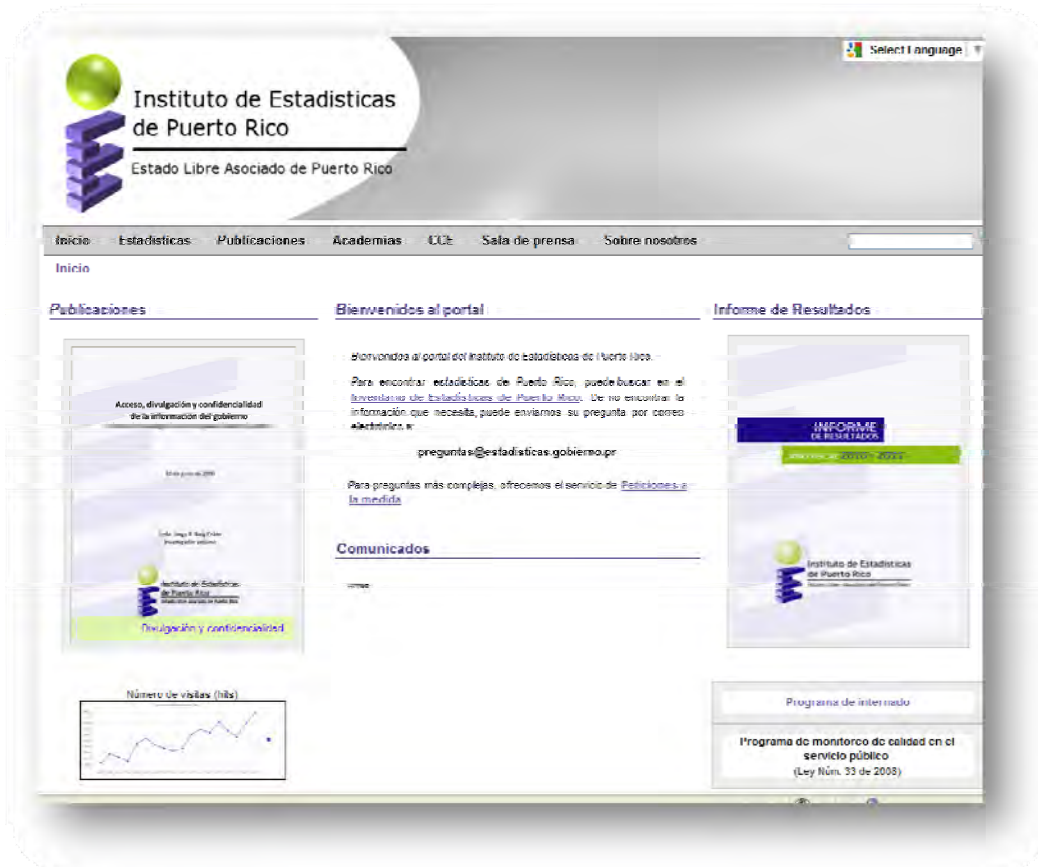 Select Language
Instituto de Estadisticas
de Puerto Rico
Estado Libre Asociado de Puerto Rico
Inicio Estadisticas Publicaciones Academias CCE Sala de prensa Sobre nosotros
Inicio
Publicaciones
Acceso, divulgación y confidencialidad
de la información del gobierno
Instituto de Estadisticas
de Puerto Rico
Divulgación y confidencialidad
Número de visitas (hits)
Bienvenidos al portal
Bienvenidos al portal del Instituto de Estadisticas de Puerto Rico.
Para encontrar estadísticas de Puerto Rico, puede buscar en el
Inventario de Estadísticas de Puerto Rico. De no encontrar la
información que necesita, puede enviarnos su pregunta por correo
electrónico a:
preguntas@estadisticas.gobierno.pr
Para preguntas más complejas, ofrecemos el servicio de Peticiones a
la medida
Comunicados
Informe de Resultados
INFORME
DE RESULTADOS
2010 - 2011
Instituto de Estadisticas
de Puerto Rico
Programa de internado
Programa de monitoreo de calidad en el
servicio público
(Ley Núm. 33 de 2008)